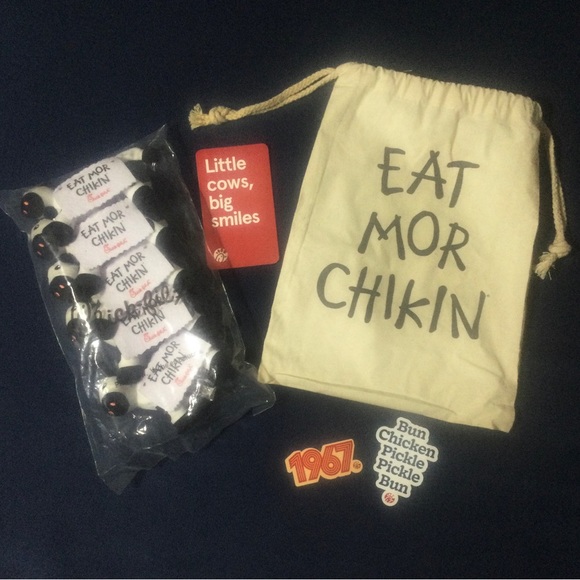 EAT MOR
CHIKIN
EAT MOR
CHIKIN
EAT MOR
CHIKIN
CHIKIN
EAT MOR
CHIKIN
Little
cows,
big
smiles
EAT
MOR
CHIKIN
1967
Bun
Chicken
Pickle
Pickle
Bun